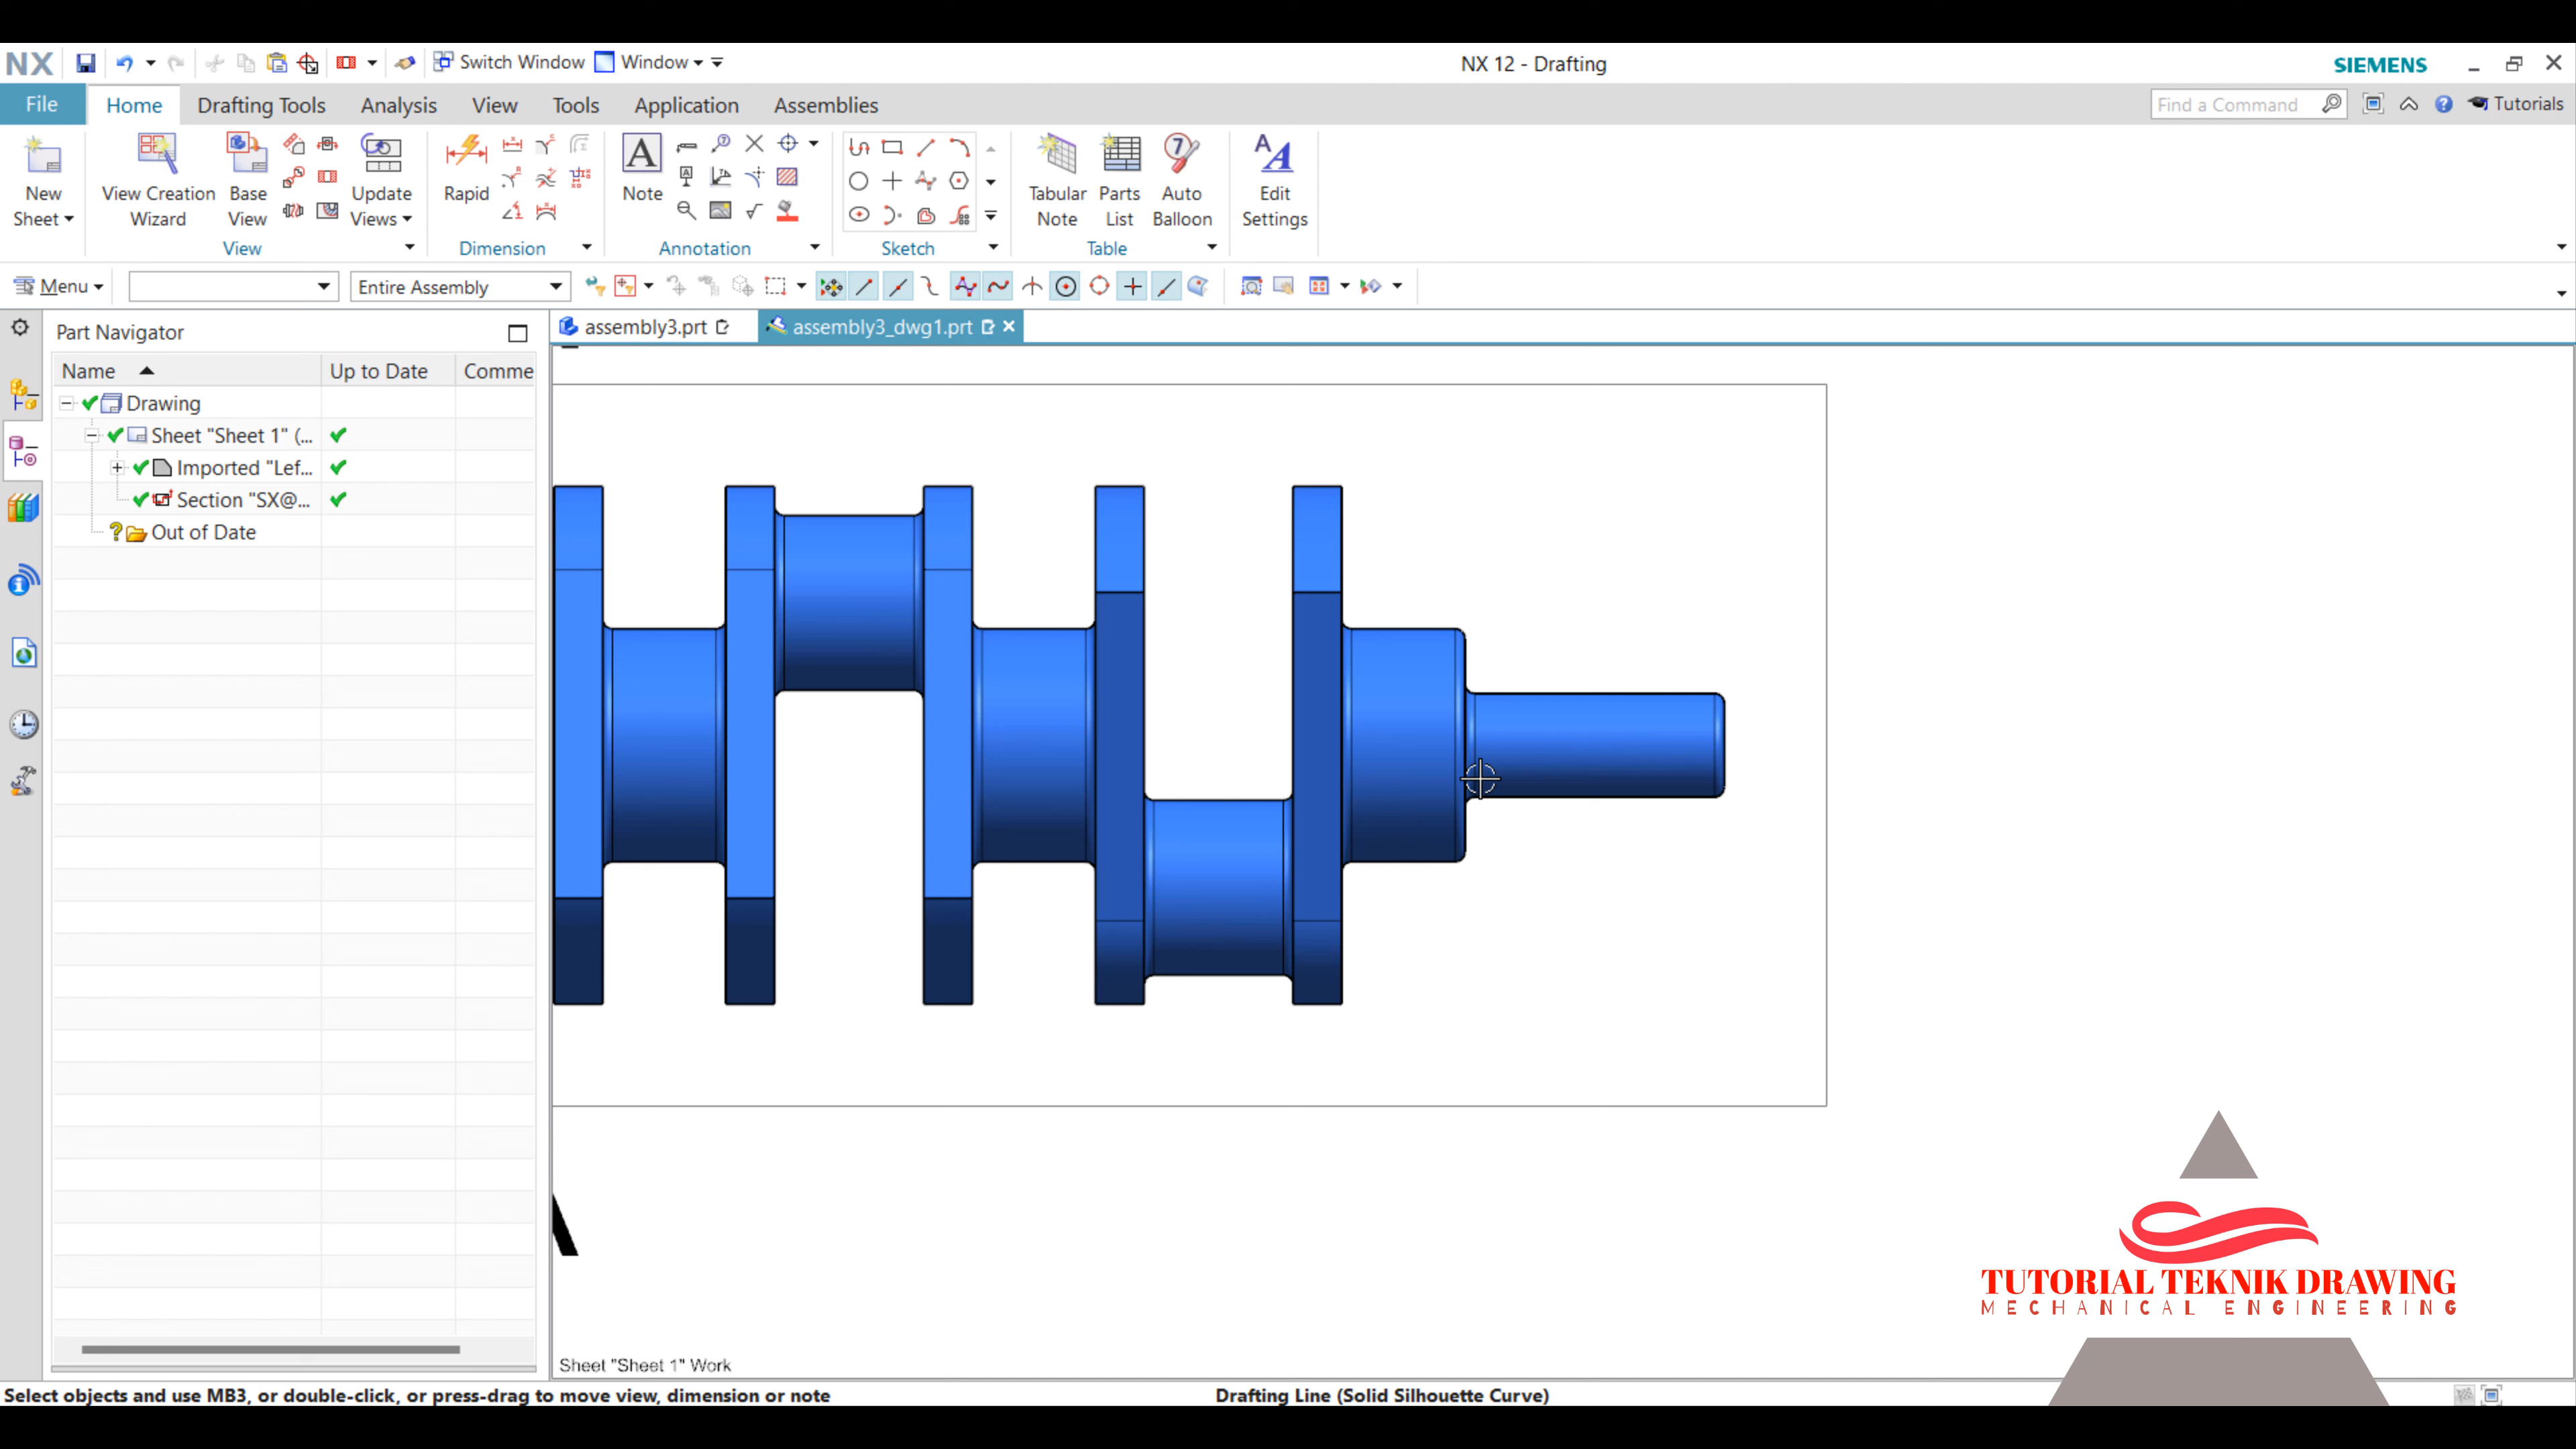 NX Switch Window Window NX 12 - Drafting SIEMENS
File Home Drafting Tools Analysis View Tools Application Assemblies Find a Command Tutorials
New Sheet View Creation Wizard Base View Update Views Rapid A Note Tabular Note Parts List Auto Balloon Edit Settings
View Dimension Annotation Sketch Table
Menu Entire Assembly
Part Navigator assembly3.prt assembly3_dwg1.prt
Name Up to Date Comme
Drawing
Sheet "Sheet 1" (...
Imported "Lef...
Section "SX@...
Out of Date
A
TUTORIAL TEKNIK DRAWING
MECHANICAL ENGINEERING
Sheet "Sheet 1" Work
Select objects and use MB3, or double-click, or press-drag to move view, dimension or note Drafting Line (Solid Silhouette Curve)